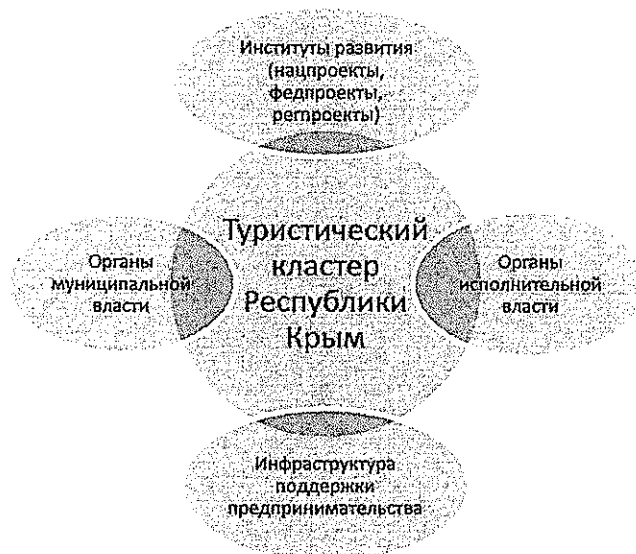 Институты развития
(нацпроекты,
федпроекты,
регпроекты)
Туристический
кластер
Республики
Крым
Органы
муниципальной
власти
Органы
исполнительной
власти
Инфраструктура
поддержки
предпринимательства